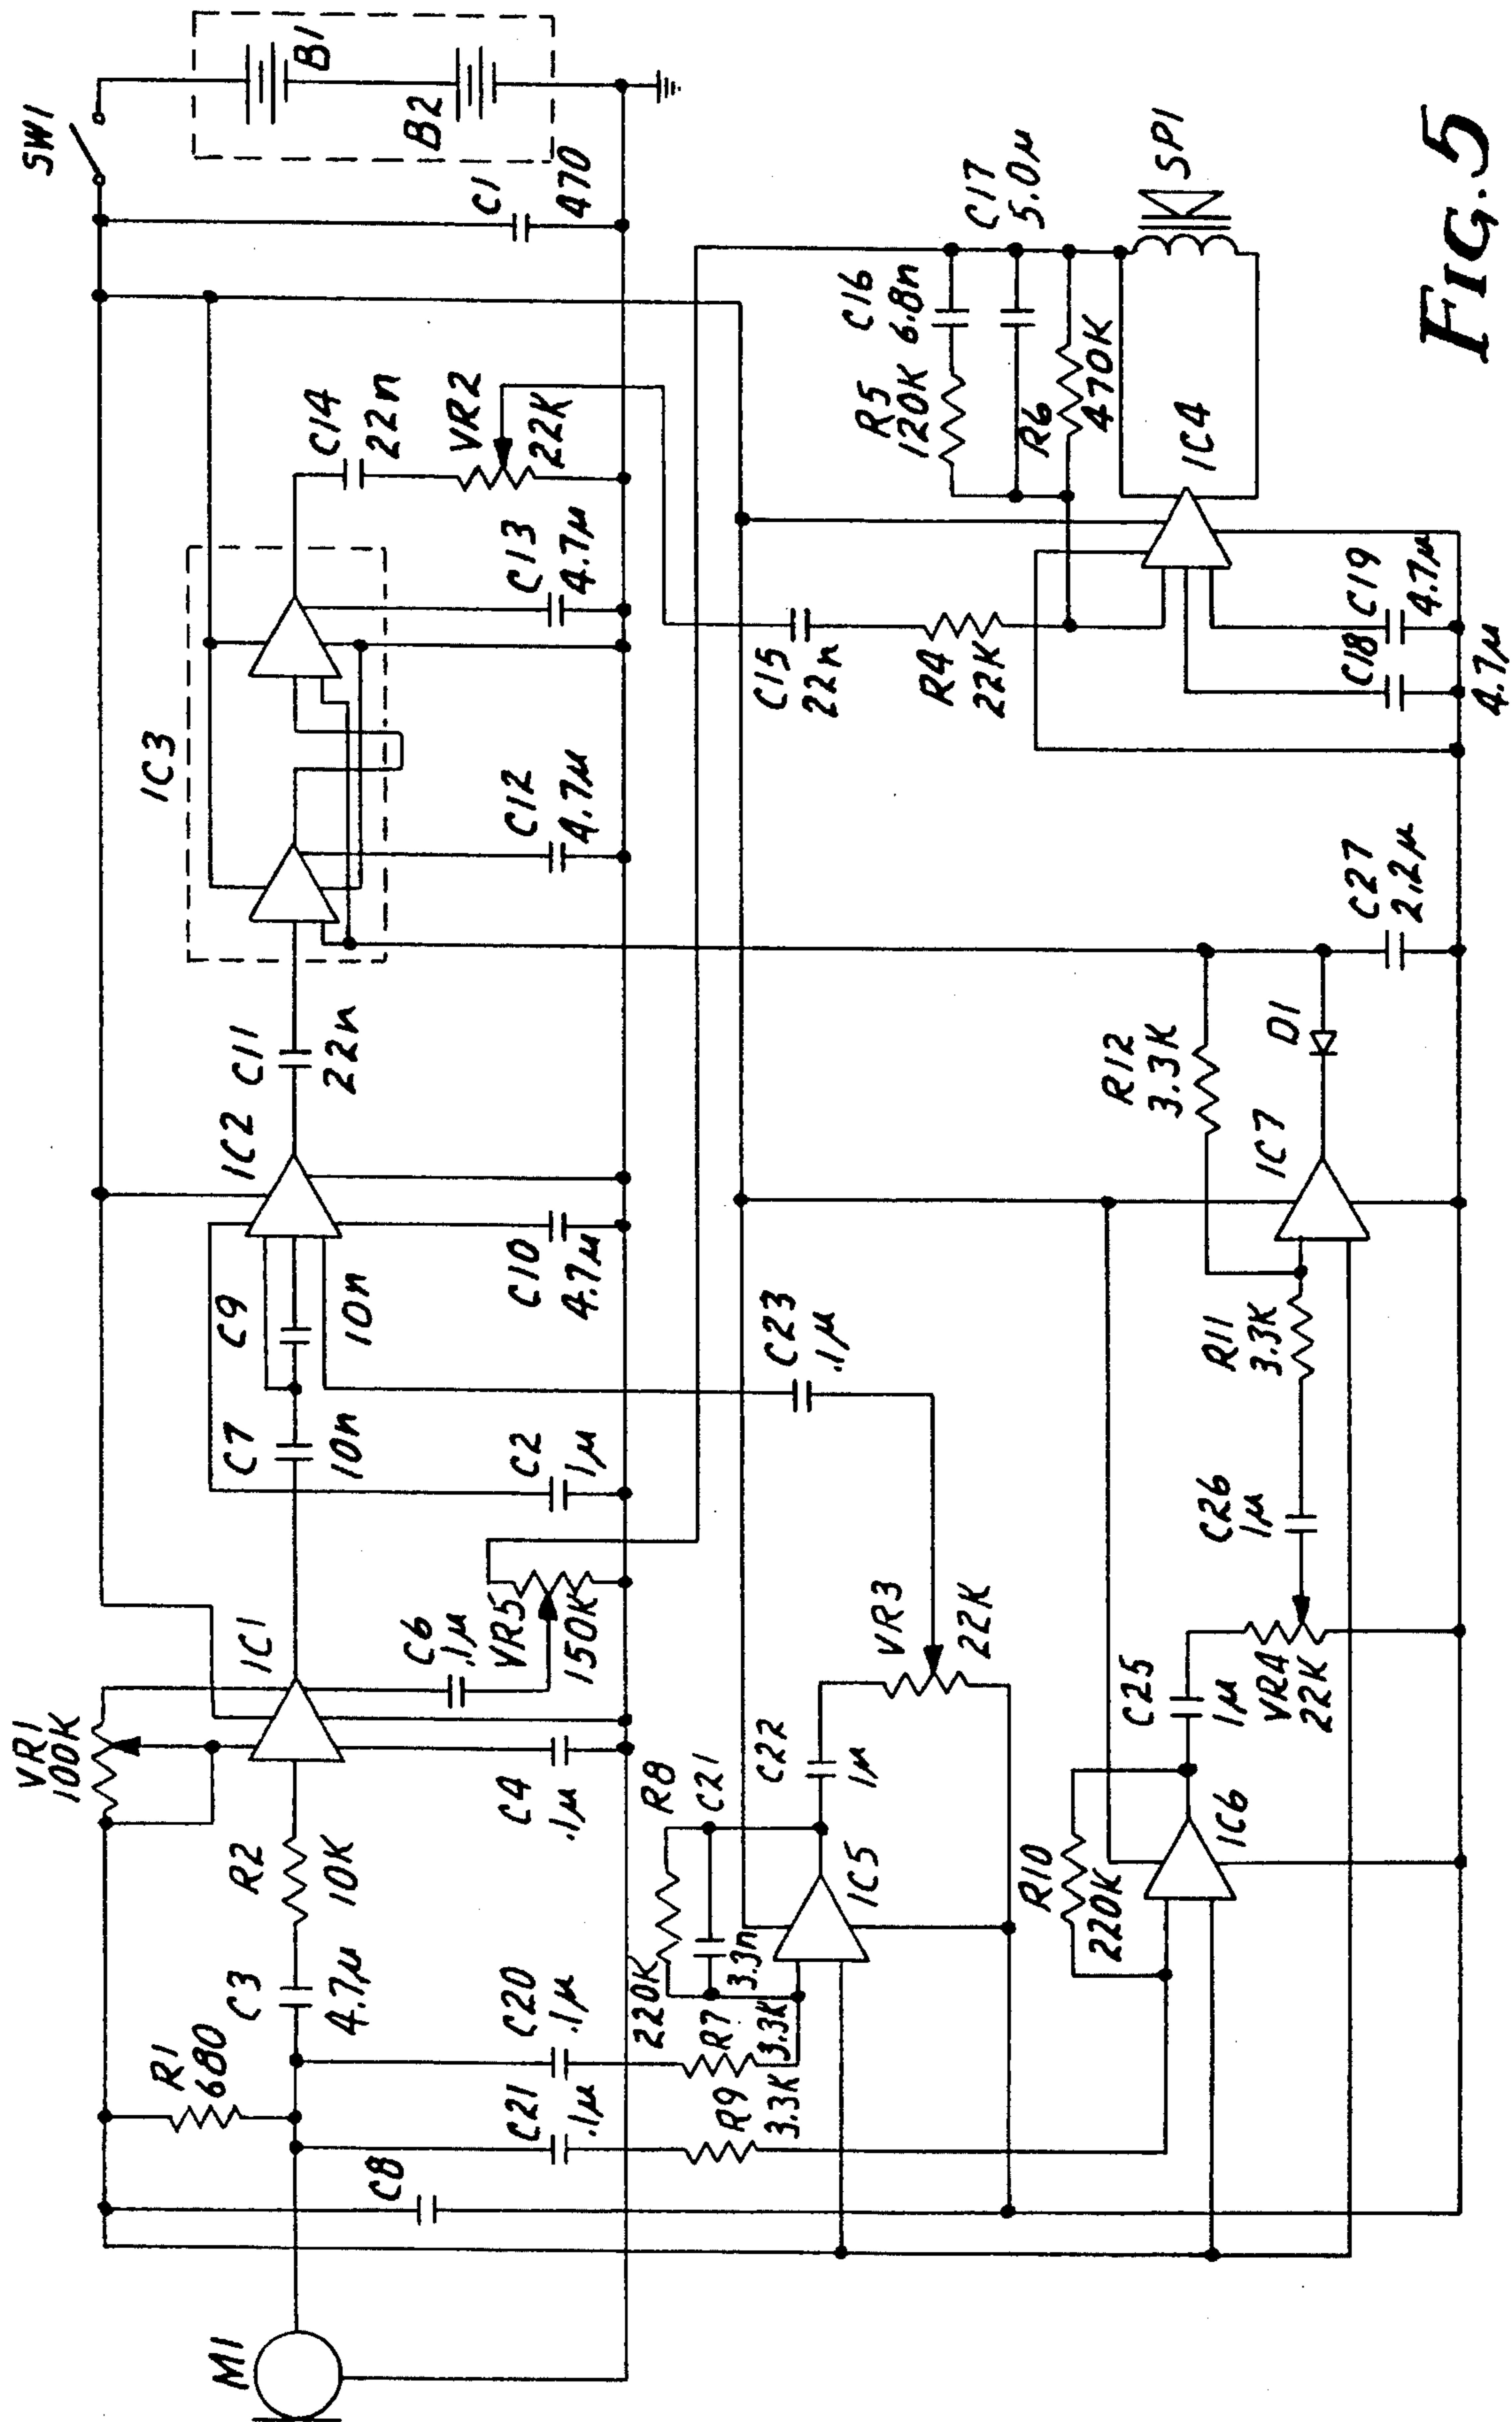 SW1
B1
B2
C1
470
C14
22n
VR2
22K
C13
4.7µ
IC3
C12
4.7µ
C11
22n
IC2
C10
4.7µ
C9
10n
C7
10n
C2
1µ
IC1
VR1
100K
C6
.1µ
VR5
150K
C4
.1µ
R2
10K
C3
4.7µ
R1
680
M1
C8
C20
.1µ
C21
.1µ
R7
3.3K
R9
3.3K
R8
220K
C21
3.3n
IC5
C22
1µ
VR3
22K
C23
.1µ
R10
220K
IC6
C25
1µ
VR4
22K
C26
1µ
R11
3.3K
R12
3.3K
IC7
D1
C27
2.2µ
C15
22n
R4
22K
C18
4.7µ
C19
4.7µ
IC4
R5
120K
C16
6.8n
C17
5.0µ
R6
470K
SP1
FIG. 5